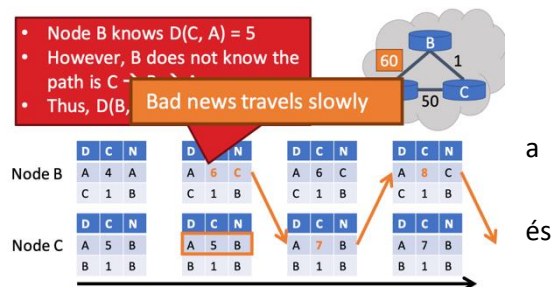 • Node B knows D(C, A) = 5
• However, B does not know the
path is C
• Thus, D(B,
Bad news travels slowly
B
60
1
50
C
a
és
Node B
D C N
A 4 A
C 1 B
D N
A 6 C
C 1 B
D C N
A 6 C
C 1 B
D C N
A 8 C
C 1 B
Node C
D C N
A 5 B
B 1 B
D C N
A 5 B
B 1 B
D C N
A 7 B
B 1 B
D C N
A 7 B
B 1 B